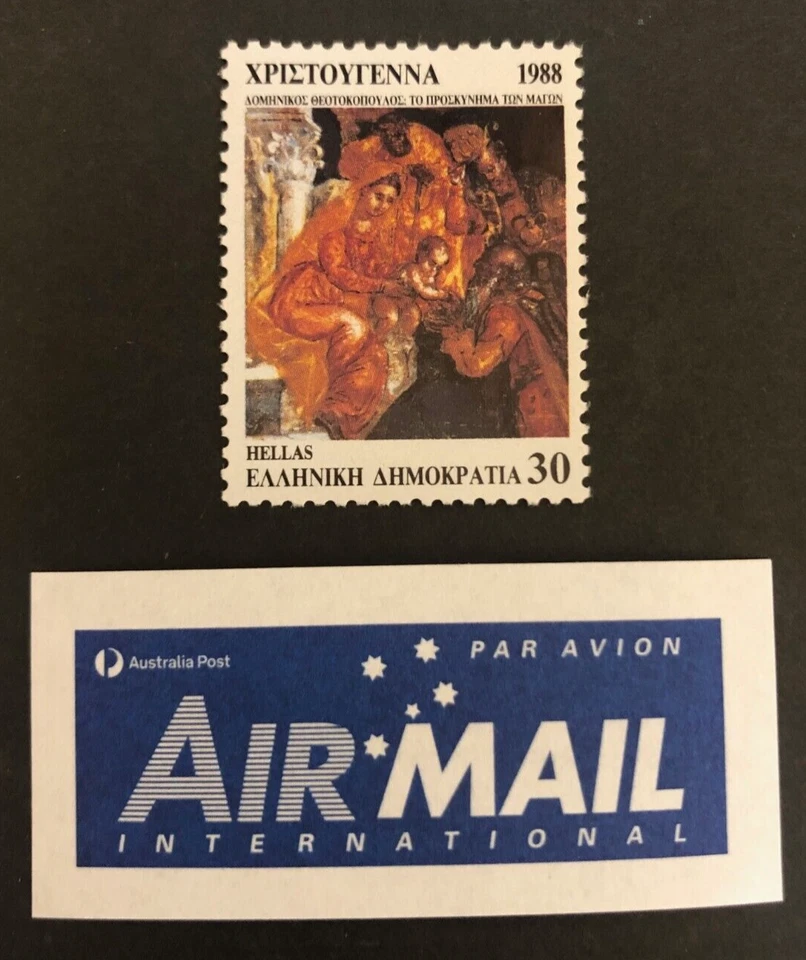 ΧΡΙΣΤΟΥΓΕΝΝΑ 1988
ΔΟΜΗΝΙΚΟΣ ΘΕΟΤΟΚΟΠΟΥΛΟΣ: ΤΟ ΠΡΟΣΚΥΝΗΜΑ ΤΩΝ ΜΑΓΩΝ
HELLAS
ΕΛΛΗΝΙΚΗ ΔΗΜΟΚΡΑΤΙΑ 30
Australia Post
PAR AVION
AIR MAIL
INTERNATIONAL